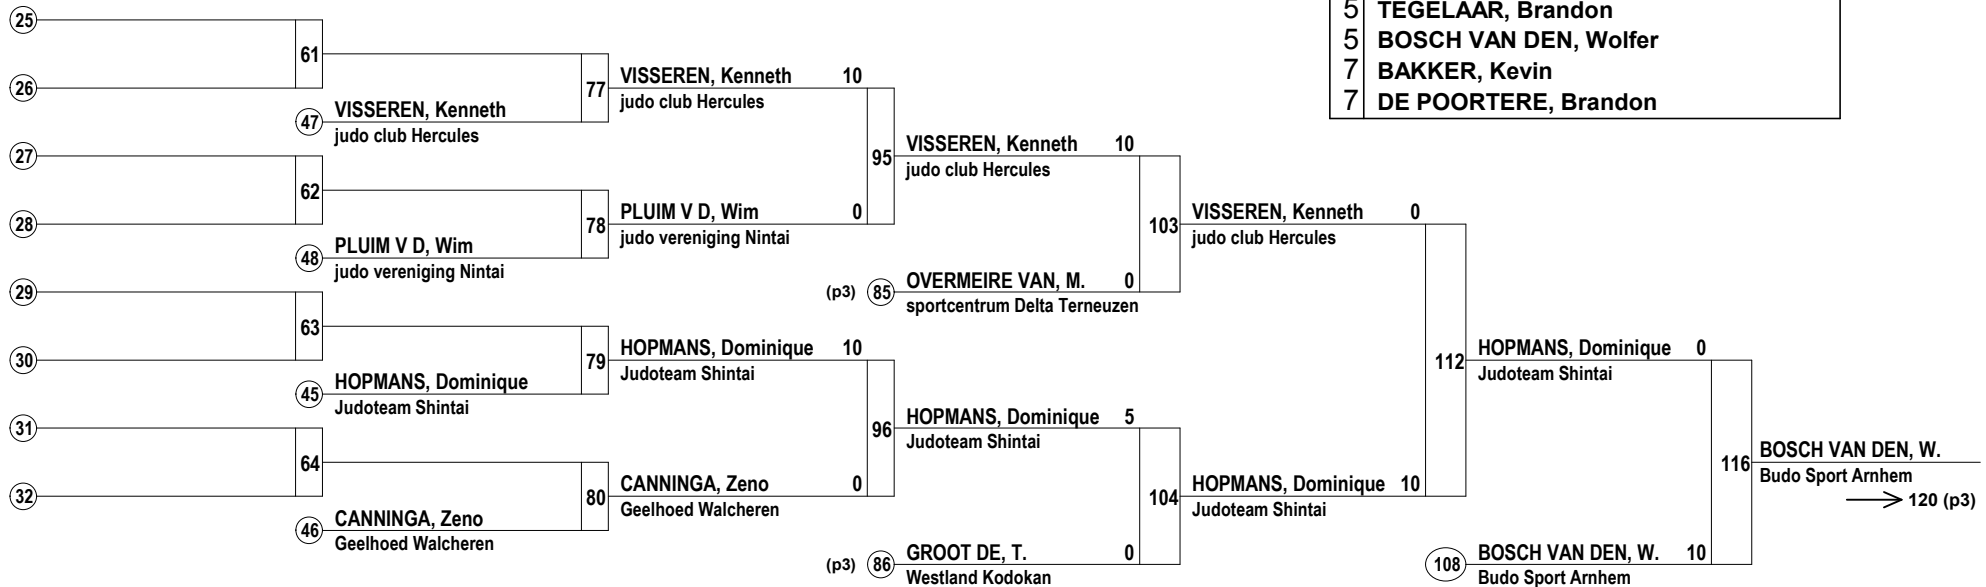 5 TEGELAAR, Brandon
5 BOSCH VAN DEN, Wolfer
7 BAKKER, Kevin
7 DE POORTERE, Brandon
25
61
26
77
VISSEREN, Kenneth 10
judo club Hercules
47 VISSEREN, Kenneth
judo club Hercules
27
95
VISSEREN, Kenneth 10
judo club Hercules
62
28
78
PLUIM V D, Wim 0
judo vereniging Nintai
103
VISSEREN, Kenneth 0
judo club Hercules
48 PLUIM V D, Wim
judo vereniging Nintai
29
(p3) 85 OVERMEIRE VAN, M. 0
sportcentrum Delta Terneuzen
63
30
79
HOPMANS, Dominique 10
Judoteam Shintai
112
HOPMANS, Dominique 0
Judoteam Shintai
45 HOPMANS, Dominique
Judoteam Shintai
31
96
HOPMANS, Dominique 5
Judoteam Shintai
64
116
BOSCH VAN DEN, W.
Budo Sport Arnhem
120 (p3)
32
80
CANNINGA, Zeno 0
Geelhoed Walcheren
104
HOPMANS, Dominique 10
Judoteam Shintai
46 CANNINGA, Zeno
Geelhoed Walcheren
(p3) 86 GROOT DE, T. 0
Westland Kodokan
108 BOSCH VAN DEN, W. 10
Budo Sport Arnhem